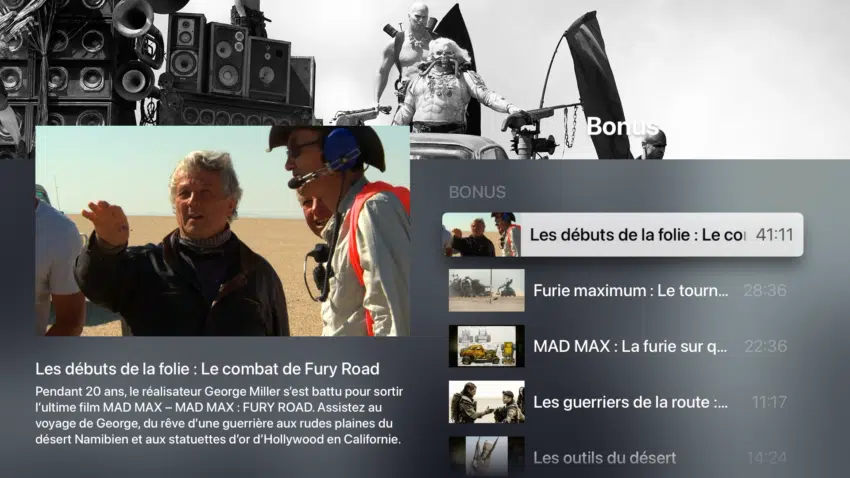 Bonus
Les débuts de la folie : Le combat de Fury Road
Pendant 20 ans, le réalisateur George Miller s'est battu pour sortir
l'ultime film MAD MAX – MAD MAX : FURY ROAD. Assistez au
voyage de George, du rêve d'une guerrière aux rudes plaines du
désert Namibien et aux statuettes d'or d'Hollywood en Californie.
BONUS
Les débuts de la folie : Le co 41:11
Furie maximum : Le tourn... 28:36
MAD MAX : La furie sur q... 22:36
Les guerriers de la route :... 11:17
Les outils du désert 14:24